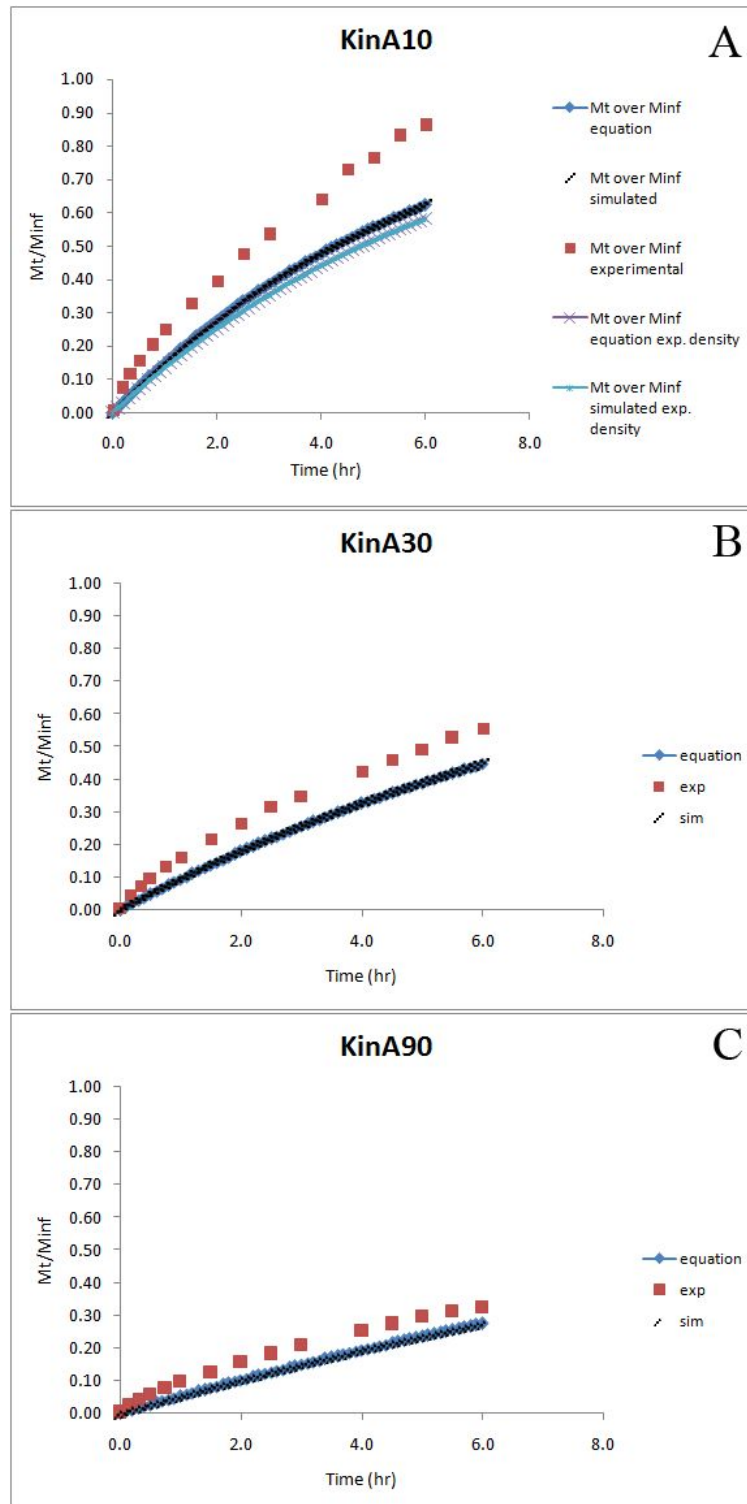 KinA10
A
1.00
0.90
0.80
0.70
0.60
0.50
0.40
0.30
0.20
0.10
0.00
Mt/Minf
0.0 2.0 4.0 6.0 8.0
Time (hr)
Mt over Minf
equation
Mt over Minf
simulated
Mt over Minf
experimental
Mt over Minf
equation exp. density
Mt over Minf
simulated exp.
density
KinA30
B
1.00
0.90
0.80
0.70
0.60
0.50
0.40
0.30
0.20
0.10
0.00
Mt/Minf
0.0 2.0 4.0 6.0 8.0
Time (hr)
equation
exp
sim
KinA90
C
1.00
0.90
0.80
0.70
0.60
0.50
0.40
0.30
0.20
0.10
0.00
Mt/Minf
0.0 2.0 4.0 6.0 8.0
Time (hr)
equation
exp
sim